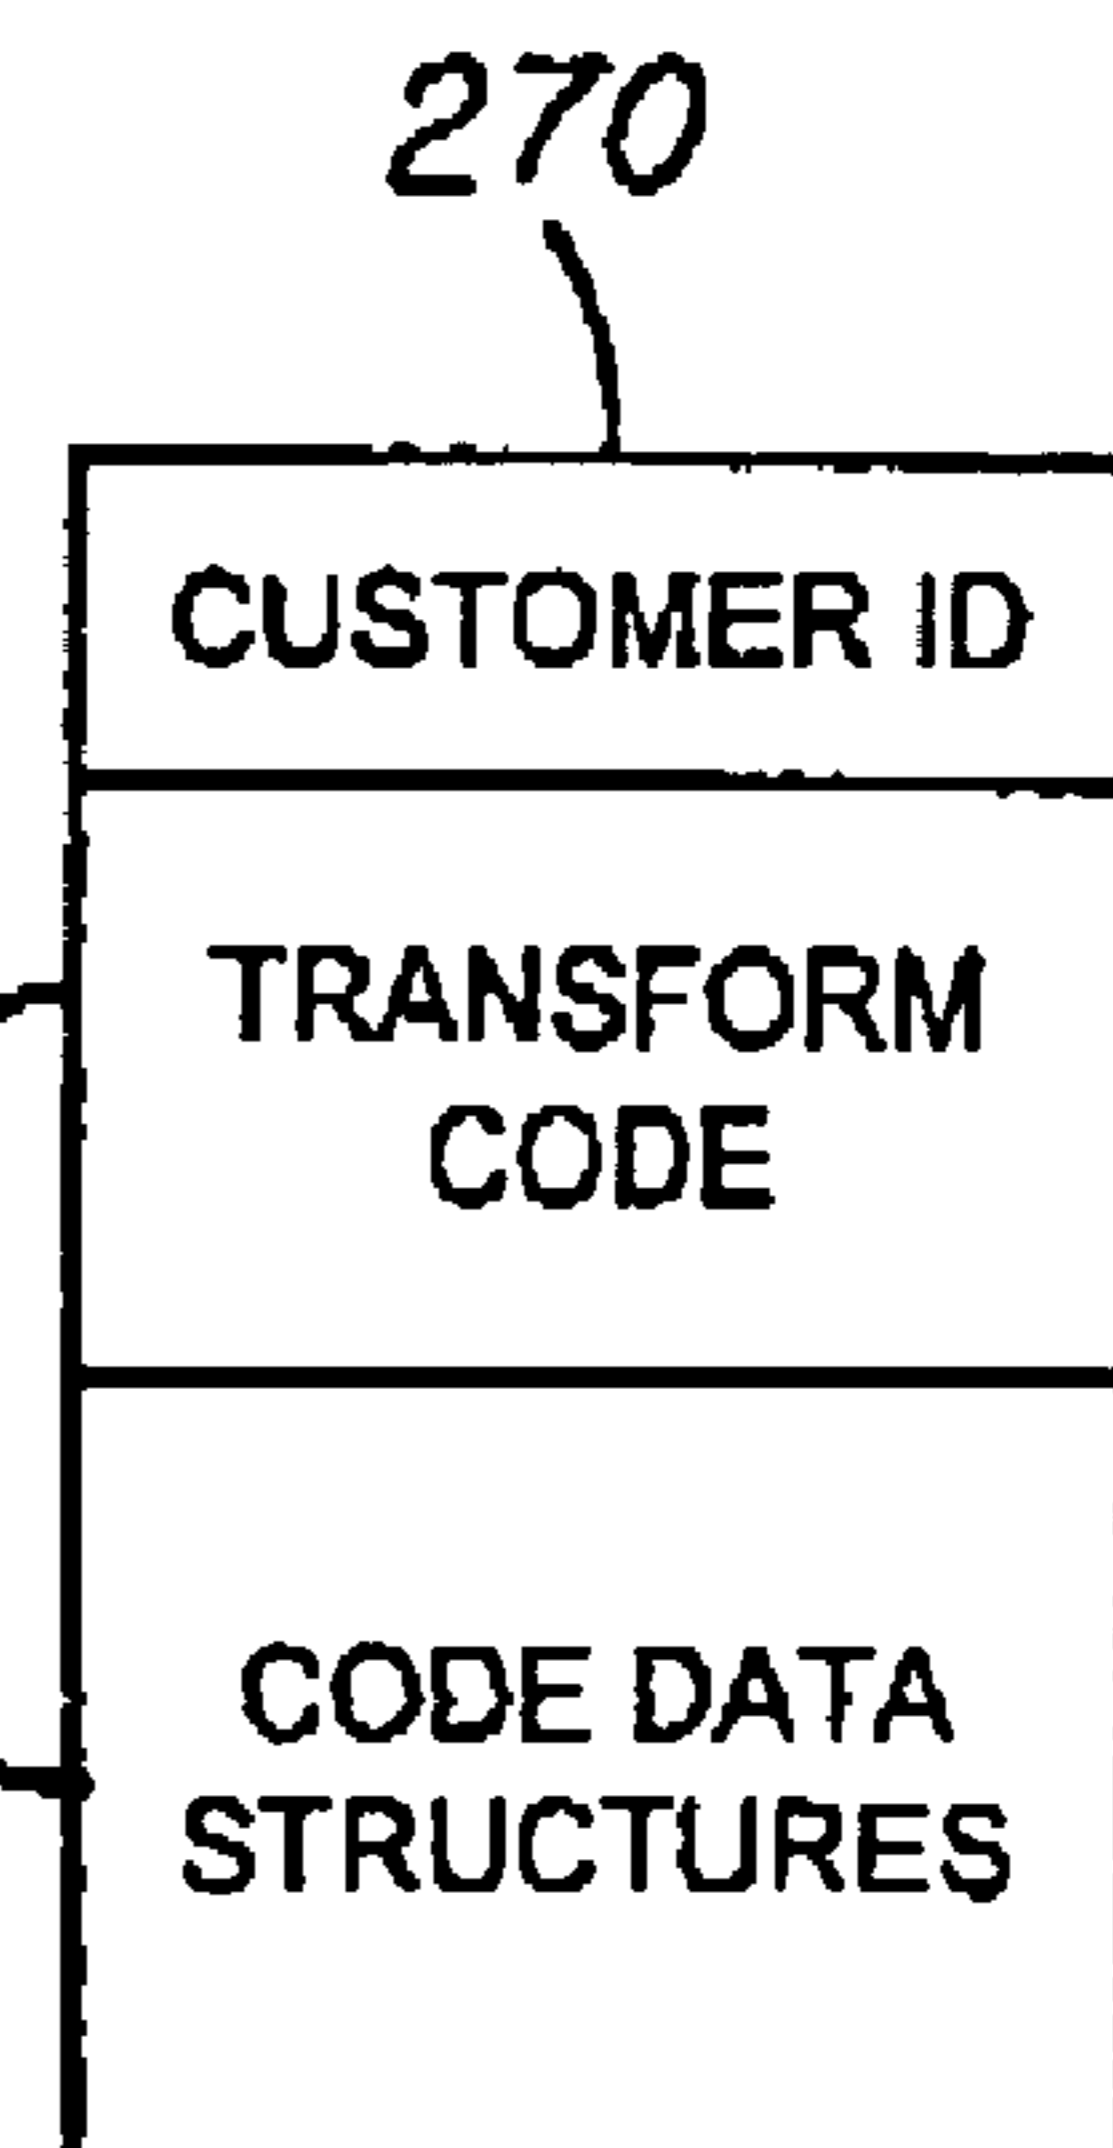 270
CUSTOMER ID
TRANSFORM
CODE
CODE DATA
STRUCTURES